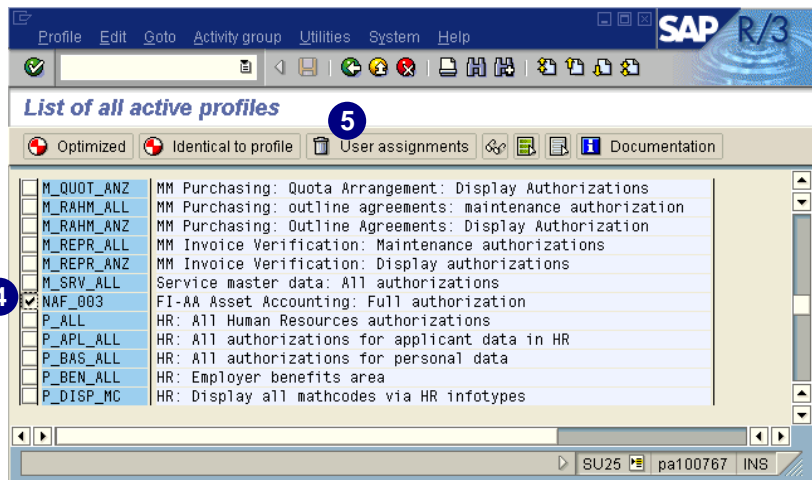 Profile Edit Goto Activity group Utilities System Help
SAP R/3
List of all active profiles
5
Optimized Identical to profile User assignments Documentation
M_QUOT_ANZ MM Purchasing: Quota Arrangement: Display Authorizations
M_RAHM_ALL MM Purchasing: outline agreements: maintenance authorization
M_RAHM_ANZ MM Purchasing: Outline Agreements: Display Authorization
M_REPR_ALL MM Invoice Verification: Maintenance authorizations
M_REPR_ANZ MM Invoice Verification: Display authorizations
M_SRV_ALL Service master data: All authorizations
4 NAF_003 FI-AA Asset Accounting: Full authorization
P_ALL HR: All Human Resources authorizations
P_APL_ALL HR: All authorizations for applicant data in HR
P_BAS_ALL HR: All authorizations for personal data
P_BEN_ALL HR: Employer benefits area
P_DISP_MC HR: Display all mathcodes via HR infotypes
SU25 pa100767 INS